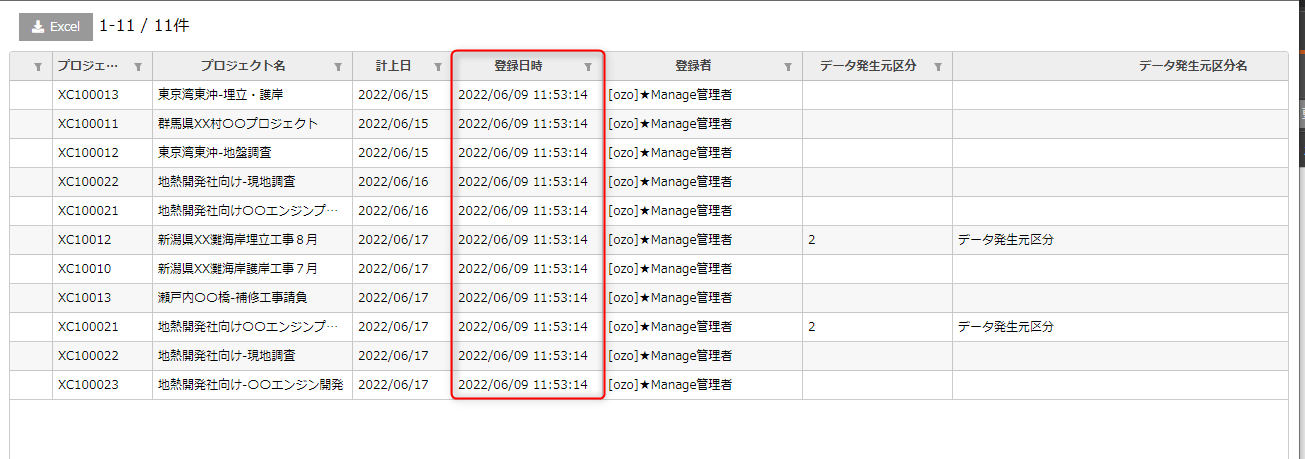 Excel 1-11 / 11件
プロジェ… プロジェクト名 計上日 登録日時 登録者 データ発生元区分 データ発生元区分名
XC100013 東京湾東沖-埋立・護岸 2022/06/15 2022/06/09 11:53:14 [ozo]★Manage管理者
XC100011 群馬県XX村〇〇プロジェクト 2022/06/15 2022/06/09 11:53:14 [ozo]★Manage管理者
XC100012 東京湾東沖-地盤調査 2022/06/15 2022/06/09 11:53:14 [ozo]★Manage管理者
XC100022 地熱開発社向け-現地調査 2022/06/16 2022/06/09 11:53:14 [ozo]★Manage管理者
XC100021 地熱開発社向け〇〇エンジンプ… 2022/06/16 2022/06/09 11:53:14 [ozo]★Manage管理者
XC10012 新潟県XX灘海岸埋立工事８月 2022/06/17 2022/06/09 11:53:14 [ozo]★Manage管理者 2 データ発生元区分
XC10010 新潟県XX灘海岸護岸工事７月 2022/06/17 2022/06/09 11:53:14 [ozo]★Manage管理者
XC10013 瀬戸内〇〇橋-補修工事請負 2022/06/17 2022/06/09 11:53:14 [ozo]★Manage管理者
XC100021 地熱開発社向け〇〇エンジンプ… 2022/06/17 2022/06/09 11:53:14 [ozo]★Manage管理者 2 データ発生元区分
XC100022 地熱開発社向け-現地調査 2022/06/17 2022/06/09 11:53:14 [ozo]★Manage管理者
XC100023 地熱開発社向け-〇〇エンジン開発 2022/06/17 2022/06/09 11:53:14 [ozo]★Manage管理者